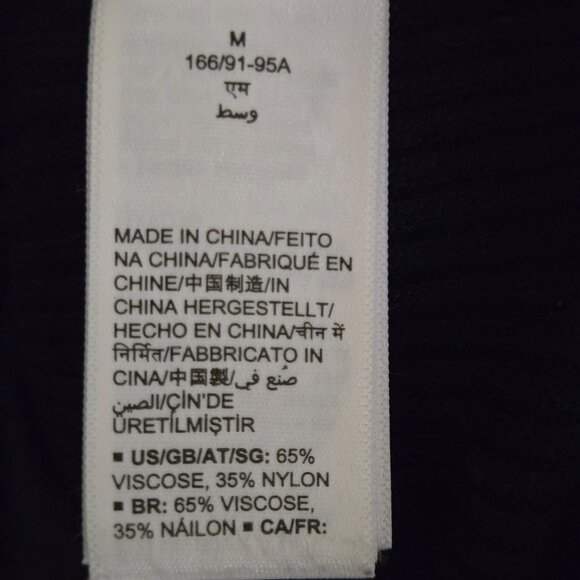 M
166/91-95A
एम
وسط
MADE IN CHINA/FEITO
NA CHINA/FABRIQUÉ EN
CHINE/中国制造/IN
CHINA HERGESTELLT/
HECHO EN CHINA/चीन में
निर्मित/FABBRICATO IN
CINA/中国製/صُنع في
الصين/ÇİN'DE
ÜRETİLMİŞTİR
▪ US/GB/AT/SG: 65%
VISCOSE, 35% NYLON
▪ BR: 65% VISCOSE,
35% NÁILON ▪ CA/FR: